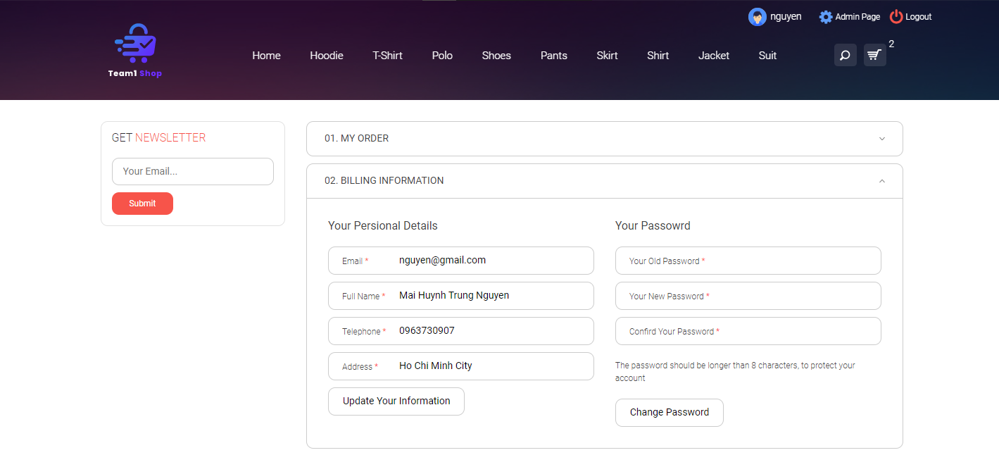 nguyen Admin Page Logout
Team1 Shop
Home Hoodie T-Shirt Polo Shoes Pants Skirt Shirt Jacket Suit
2
GET NEWSLETTER
Your Email...
Submit
01. MY ORDER
02. BILLING INFORMATION
Your Persional Details
Email * nguyen@gmail.com
Full Name * Mai Huynh Trung Nguyen
Telephone * 0963730907
Address * Ho Chi Minh City
Update Your Information
Your Passowrd
Your Old Password *
Your New Password *
Confird Your Password *
The password should be longer than 8 characters, to protect your
account
Change Password